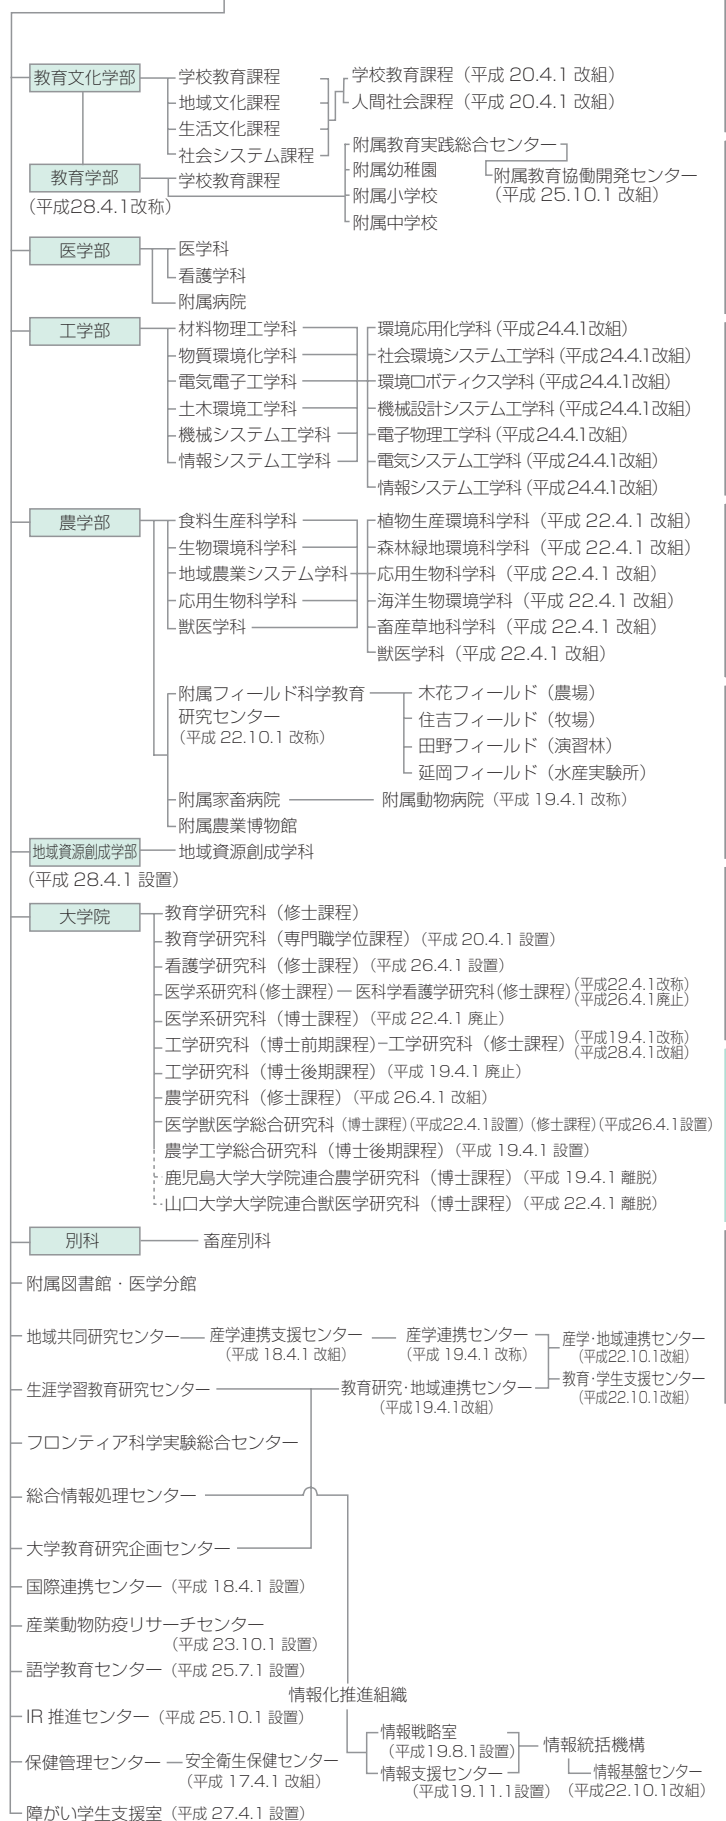 教育文化学部
学校教育課程
地域文化課程
生活文化課程
社会システム課程
学校教育課程（平成 20.4.1 改組）
人間社会課程（平成 20.4.1 改組）
教育学部
（平成28.4.1改称）
学校教育課程
附属教育実践総合センター
附属幼稚園
附属小学校
附属中学校
附属教育協働開発センター
（平成 25.10.1 改組）
医学部
医学科
看護学科
附属病院
工学部
材料物理工学科
物質環境化学科
電気電子工学科
土木環境工学科
機械システム工学科
情報システム工学科
環境応用化学科（平成24.4.1改組）
社会環境システム工学科（平成24.4.1改組）
環境ロボティクス学科（平成24.4.1改組）
機械設計システム工学科（平成24.4.1改組）
電子物理工学科（平成24.4.1改組）
電気システム工学科（平成24.4.1改組）
情報システム工学科（平成24.4.1改組）
農学部
食料生産科学科
生物環境科学科
地域農業システム学科
応用生物科学科
獣医学科
植物生産環境科学科（平成 22.4.1 改組）
森林緑地環境科学科（平成 22.4.1 改組）
応用生物科学科（平成 22.4.1 改組）
海洋生物環境学科（平成 22.4.1 改組）
畜産草地科学科（平成 22.4.1 改組）
獣医学科（平成 22.4.1 改組）
附属フィールド科学教育
研究センター
（平成 22.10.1 改称）
木花フィールド（農場）
住吉フィールド（牧場）
田野フィールド（演習林）
延岡フィールド（水産実験所）
附属家畜病院
附属動物病院（平成 19.4.1 改称）
附属農業博物館
地域資源創成学部
地域資源創成学科
（平成 28.4.1 設置）
大学院
教育学研究科（修士課程）
教育学研究科（専門職学位課程）（平成 20.4.1 設置）
看護学研究科（修士課程）（平成 26.4.1 設置）
医学系研究科（修士課程）ー 医科学看護学研究科（修士課程）（平成22.4.1改称）
（平成26.4.1廃止）
医学系研究科（博士課程）（平成 22.4.1 廃止）
工学研究科（博士前期課程）−工学研究科（修士課程）（平成19.4.1改称）
（平成28.4.1改組）
工学研究科（博士後期課程）（平成 19.4.1 廃止）
農学研究科（修士課程）（平成 26.4.1 改組）
医学獣医学総合研究科（博士課程）（平成22.4.1設置）（修士課程）（平成26.4.1設置）
農学工学総合研究科（博士後期課程）（平成 19.4.1 設置）
鹿児島大学大学院連合農学研究科（博士課程）（平成 19.4.1 離脱）
山口大学大学院連合獣医学研究科（博士課程）（平成 22.4.1 離脱）
別科
畜産別科
附属図書館・医学分館
地域共同研究センター
産学連携支援センター
（平成 18.4.1 改組）
産学連携センター
（平成 19.4.1 改称）
産学・地域連携センター
（平成22.10.1改組）
生涯学習教育研究センター
教育研究・地域連携センター
（平成19.4.1改組）
教育・学生支援センター
（平成22.10.1改組）
フロンティア科学実験総合センター
総合情報処理センター
大学教育研究企画センター
国際連携センター（平成 18.4.1 設置）
産業動物防疫リサーチセンター
（平成 23.10.1 設置）
語学教育センター（平成 25.7.1 設置）
情報化推進組織
IR 推進センター（平成 25.10.1 設置）
情報戦略室
（平成19.8.1設置）
情報統括機構
保健管理センター
安全衛生保健センター
（平成 17.4.1 改組）
情報支援センター
（平成19.11.1設置）
情報基盤センター
（平成22.10.1改組）
障がい学生支援室（平成 27.4.1 設置）